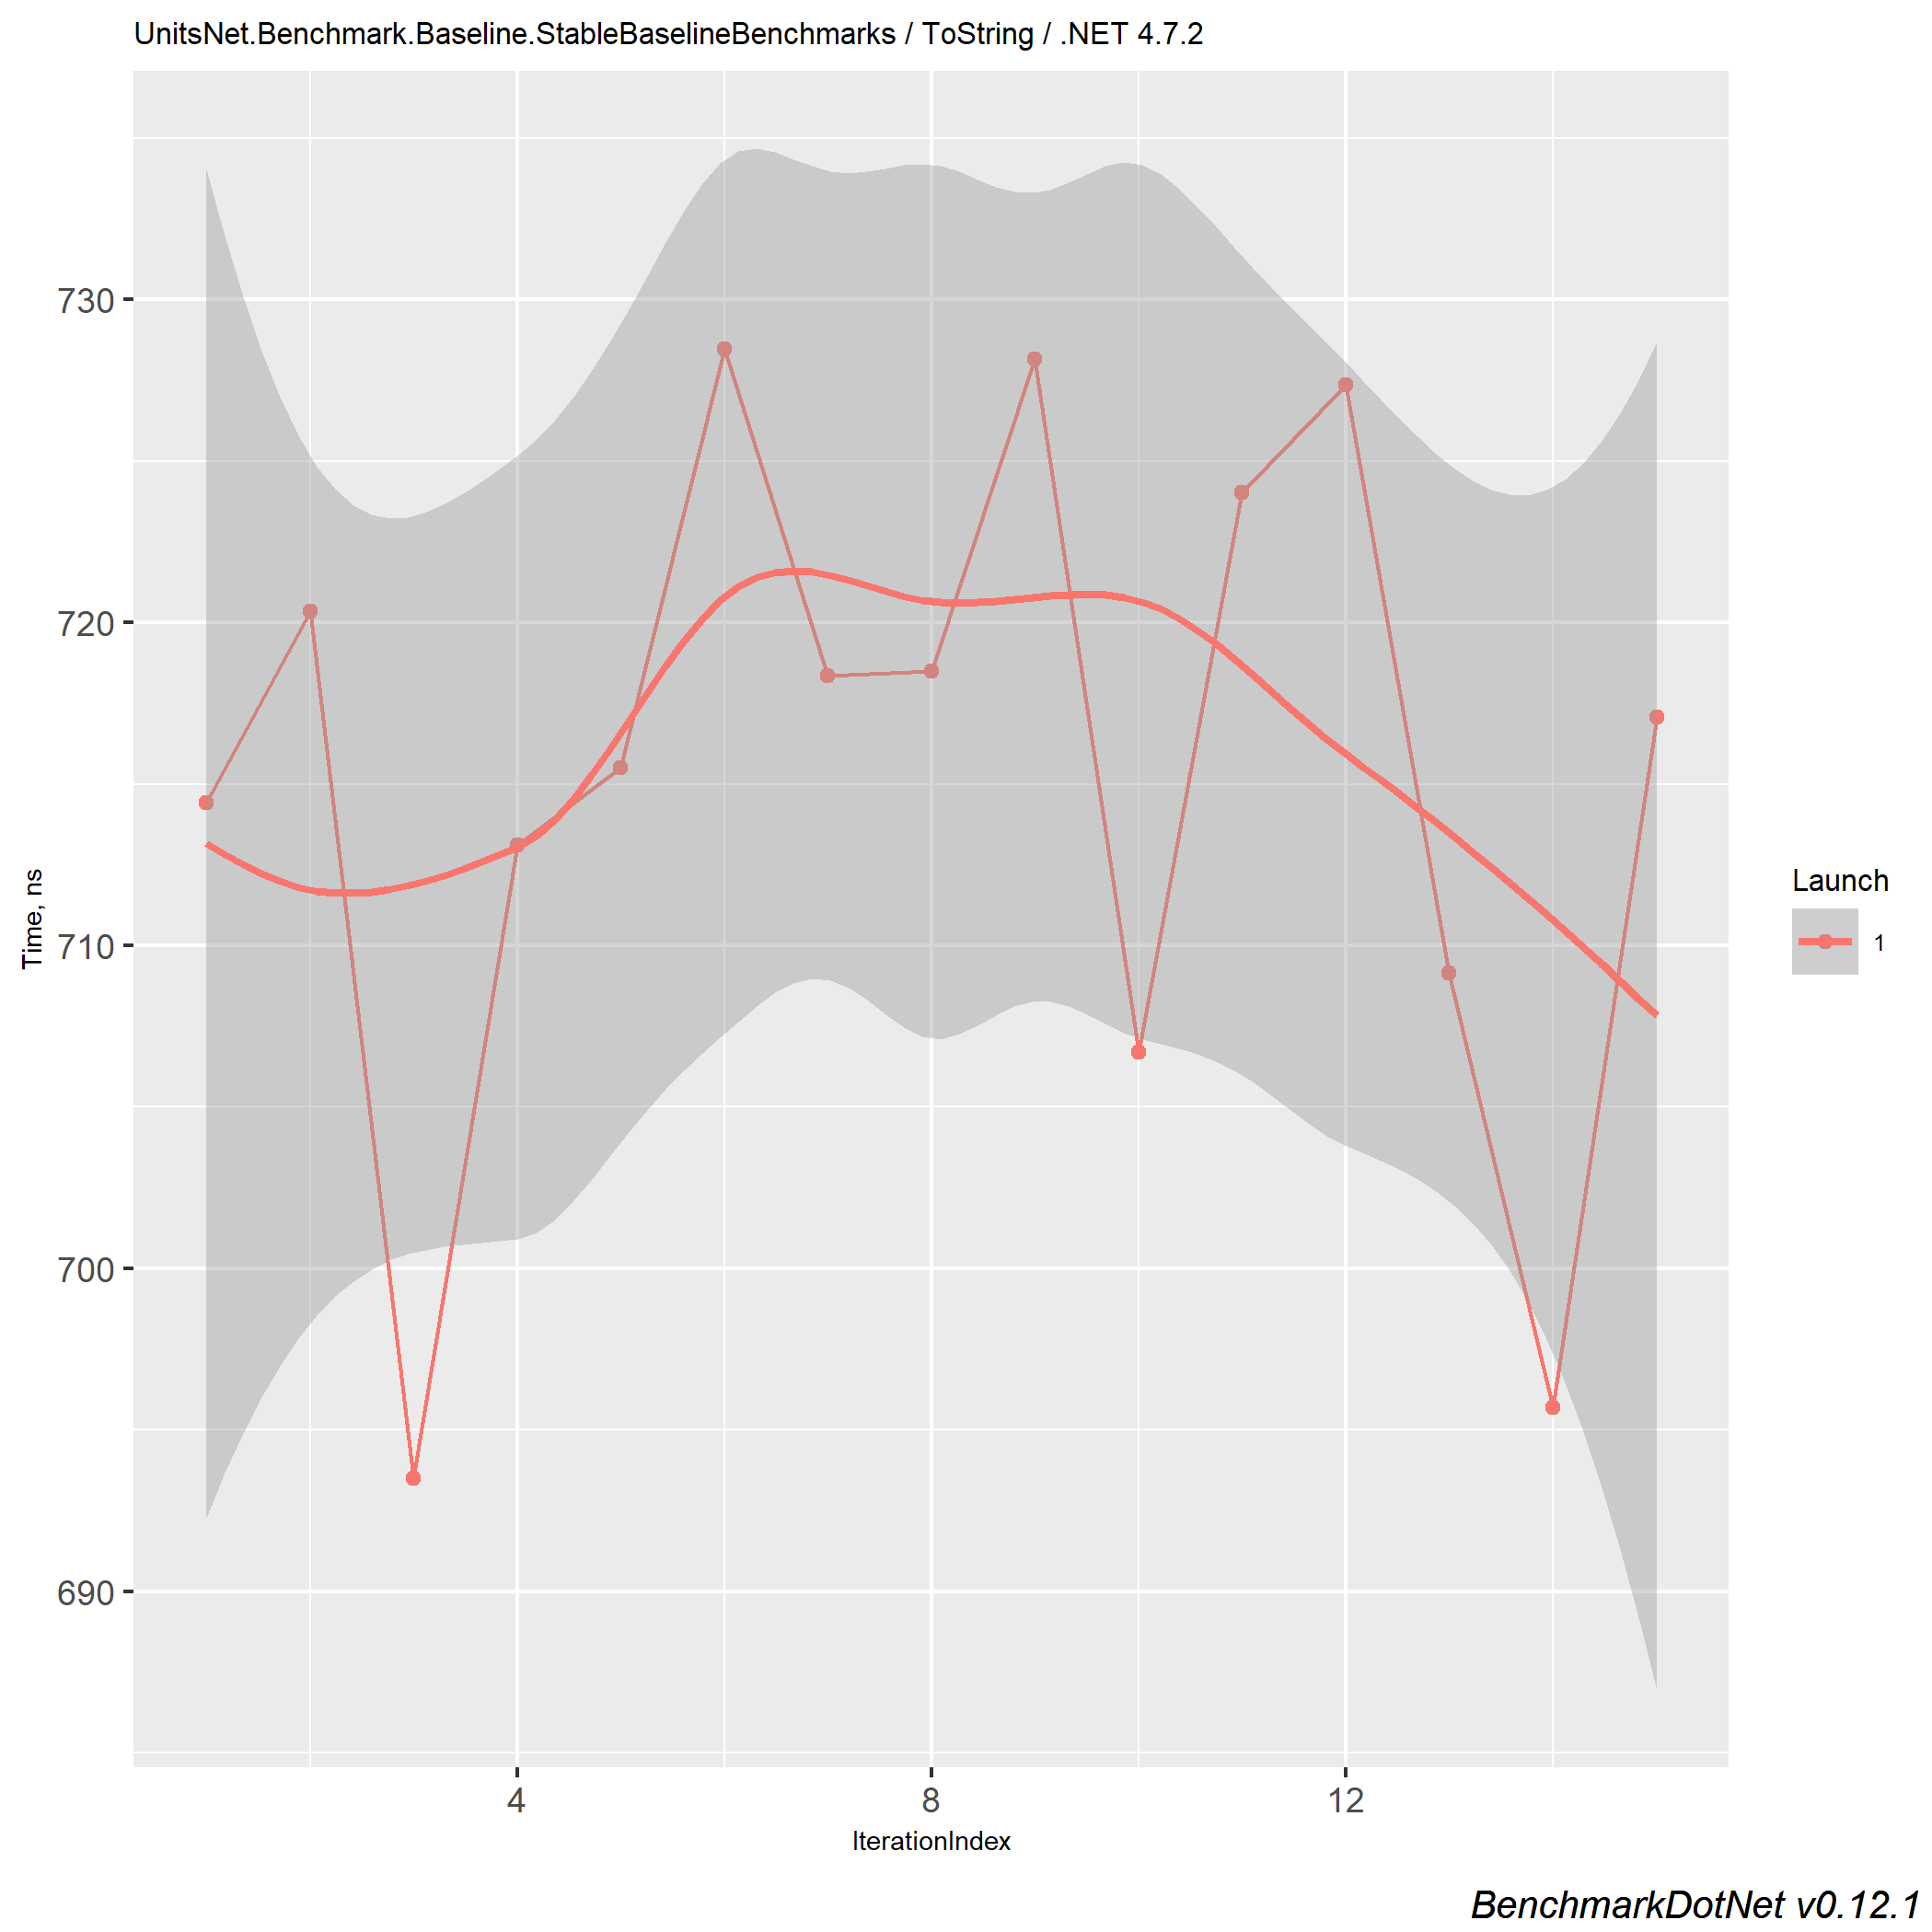 UnitsNet.Benchmark.Baseline.StableBaselineBenchmarks / ToString / .NET 4.7.2
730
720
710
700
690
Time, ns
4 8 12
IterationIndex
Launch
1
BenchmarkDotNet v0.12.1